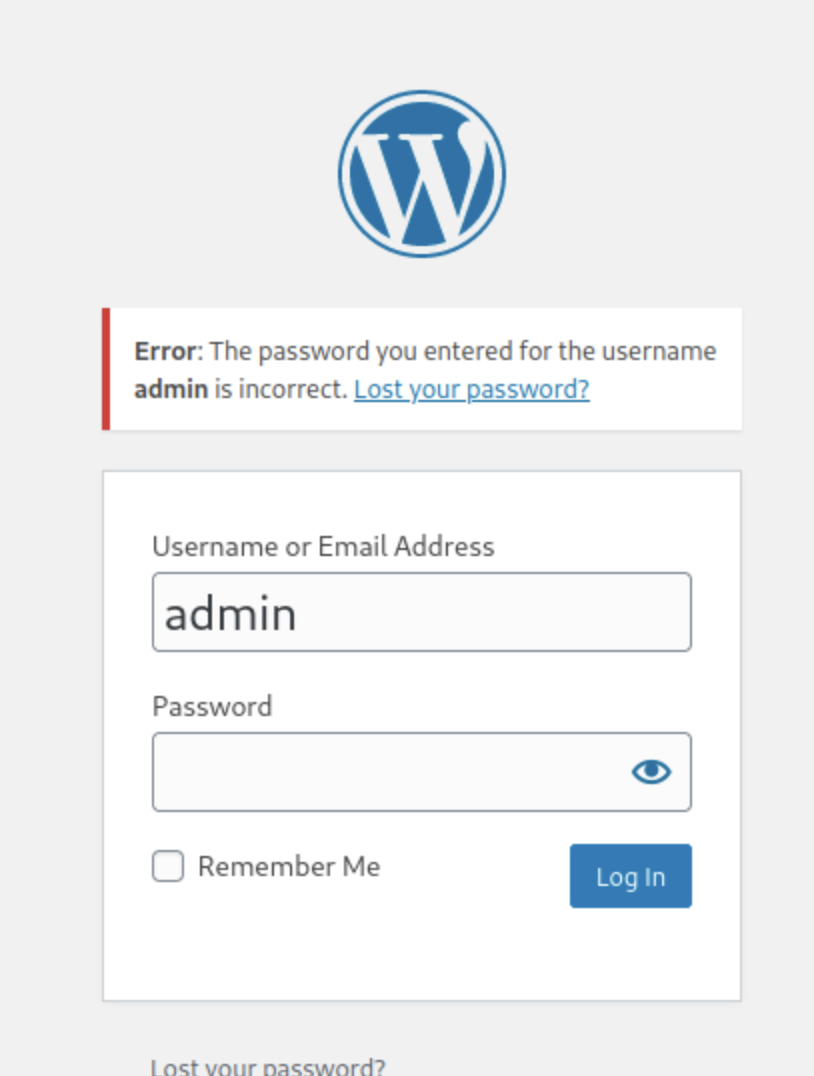 Error: The password you entered for the username
admin is incorrect. Lost your password?
Username or Email Address
admin
Password
Remember Me
Log In
Lost your password?